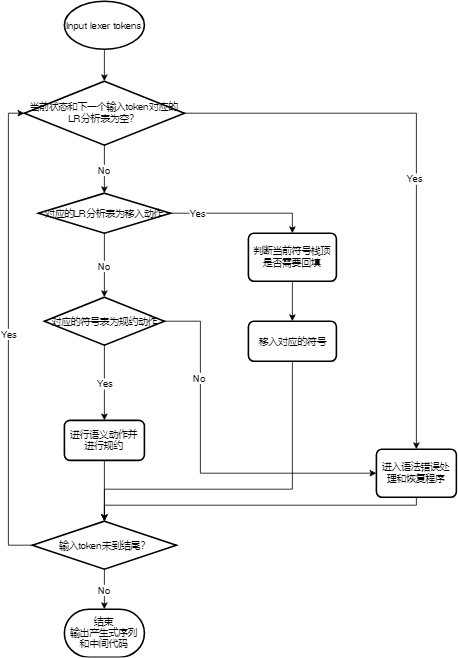 Input lexer tokens
当前状态和下一个输入token对应的
LR分析表为空?
No
Yes
对应的LR分析表为移入动作
Yes
判断当前符号栈顶
是否需要回填
No
对应的符号表为规约动作
移入对应的符号
Yes
No
Yes
进行语义动作并
进行规约
进入语法错误处
理和恢复程序
输入token未到结尾?
No
结束
输出产生式序列
和中间代码